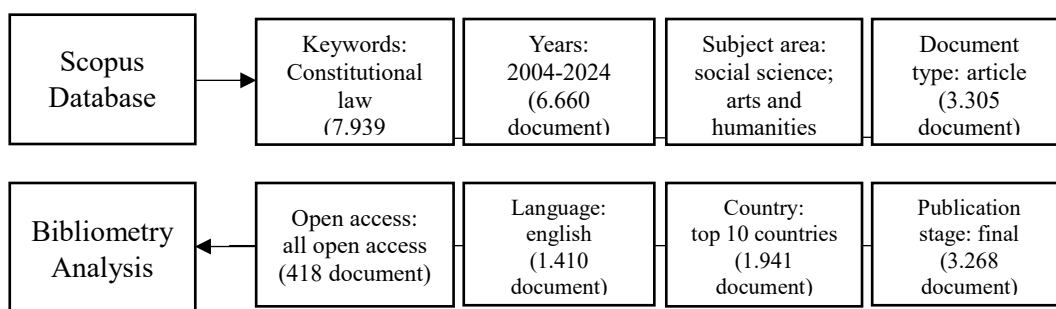 Scopus
Database
Keywords:
Constitutional
law
(7.939
Years:
2004-2024
(6.660
document)
Subject area:
social science;
arts and
humanities
Document
type: article
(3.305
document)
Bibliometry
Analysis
Open access:
all open access
(418 document)
Language:
english
(1.410
document)
Country:
top 10 countries
(1.941
document)
Publication
stage: final
(3.268
document)